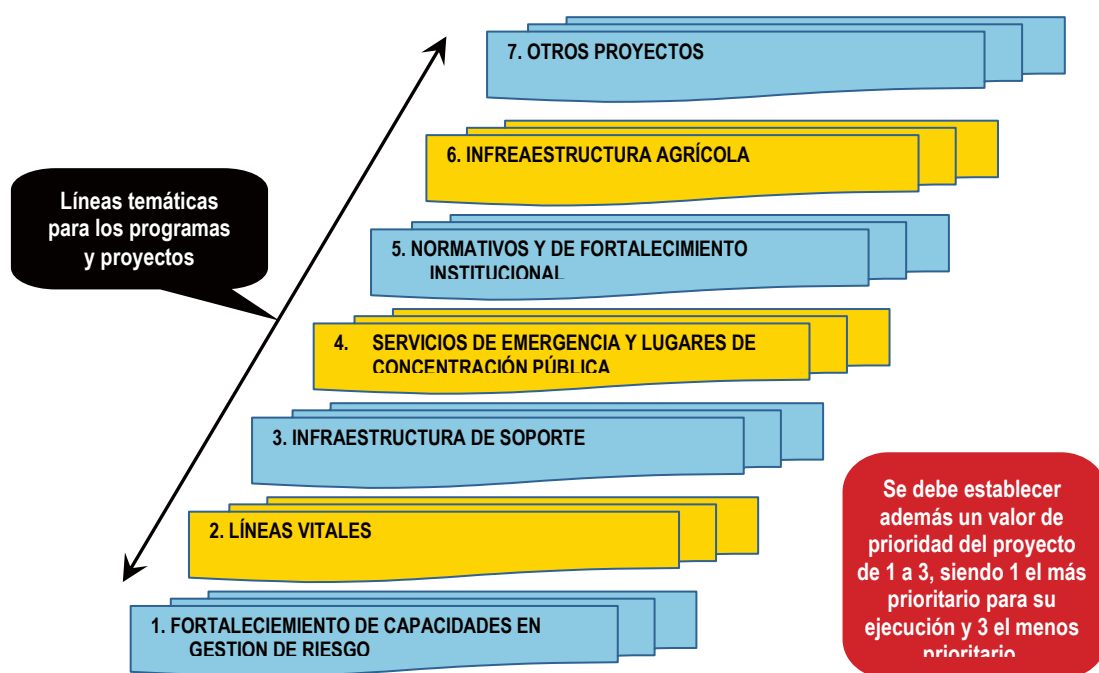 7. OTROS PROYECTOS
6. INFREAESTRUCTURA AGRÍCOLA
Líneas temáticas
para los programas
y proyectos
5. NORMATIVOS Y DE FORTALECIMIENTO
INSTITUCIONAL
4. SERVICIOS DE EMERGENCIA Y LUGARES DE
CONCENTRACIÓN PÚBLICA
3. INFRAESTRUCTURA DE SOPORTE
2. LÍNEAS VITALES
1. FORTALECIEMIENTO DE CAPACIDADES EN
GESTION DE RIESGO
Se debe establecer
además un valor de
prioridad del proyecto
de 1 a 3, siendo 1 el más
prioritario para su
ejecución y 3 el menos
prioritario